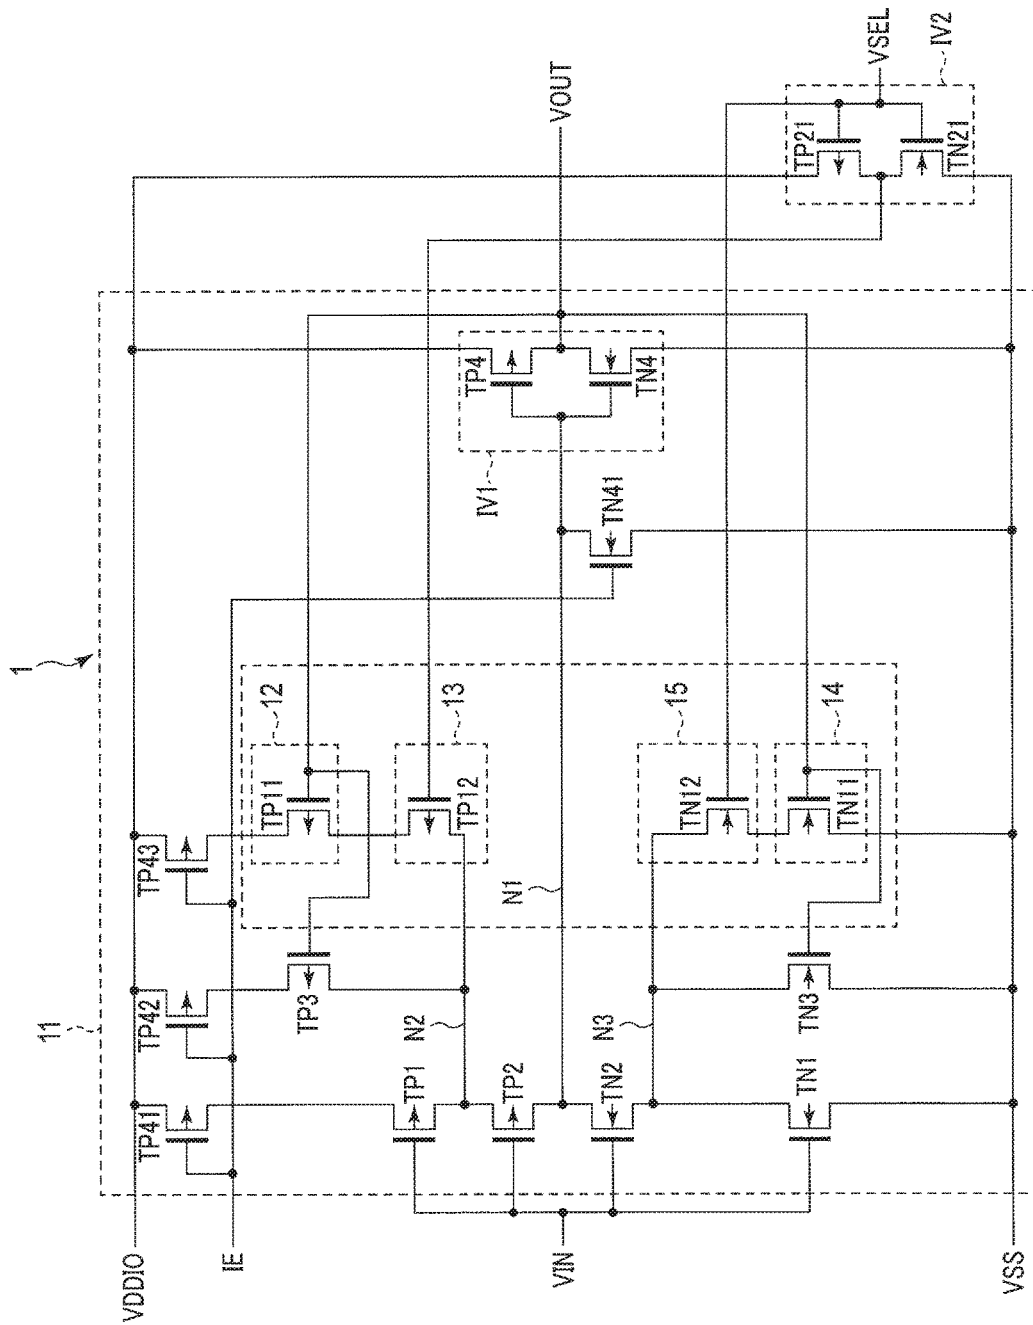 1
11
VDDIO
IE
VIN
VSS
TP41
TP42
TP43
TP1
TP2
TN2
TN1
TP3
TN3
N2
N3
N1
TP11
12
TP12
13
TN12
15
TN11
14
TN41
IV1
TP4
TN4
VOUT
TP21
TN21
VSEL
IV2